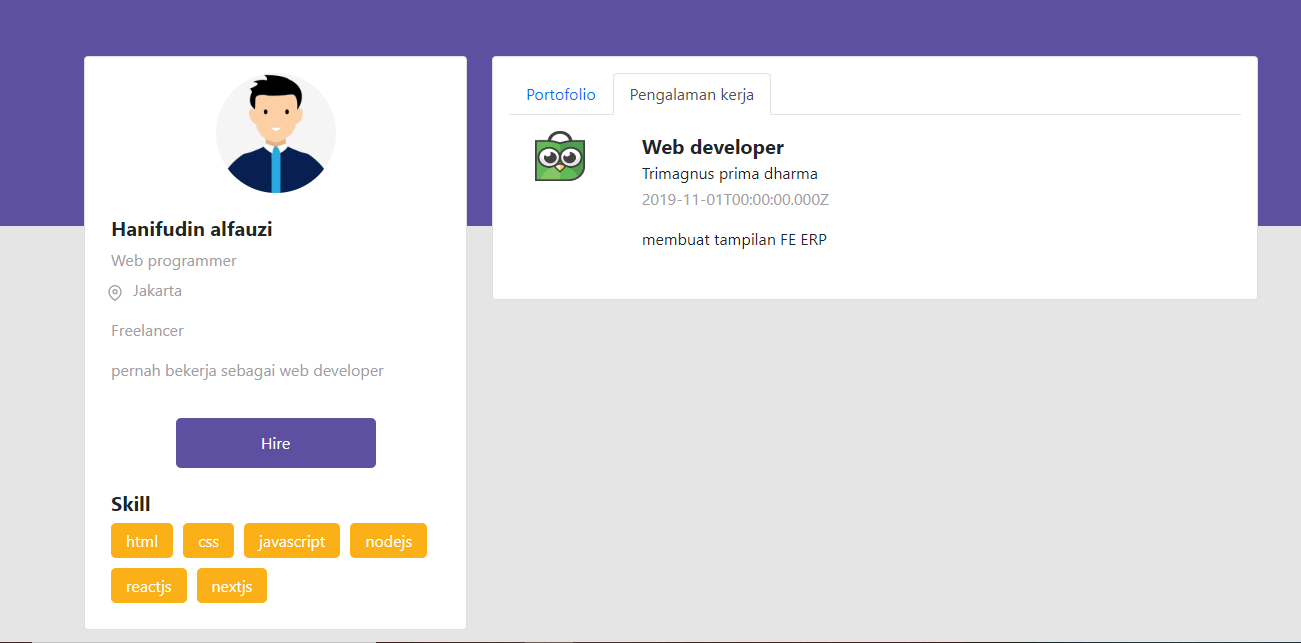 Hanifudin alfauzi
Web programmer
Jakarta
Freelancer
pernah bekerja sebagai web developer
Hire
Skill
html css javascript nodejs
reactjs nextjs
Portofolio Pengalaman kerja
Web developer
Trimagnus prima dharma
2019-11-01T00:00:00.000Z
membuat tampilan FE ERP